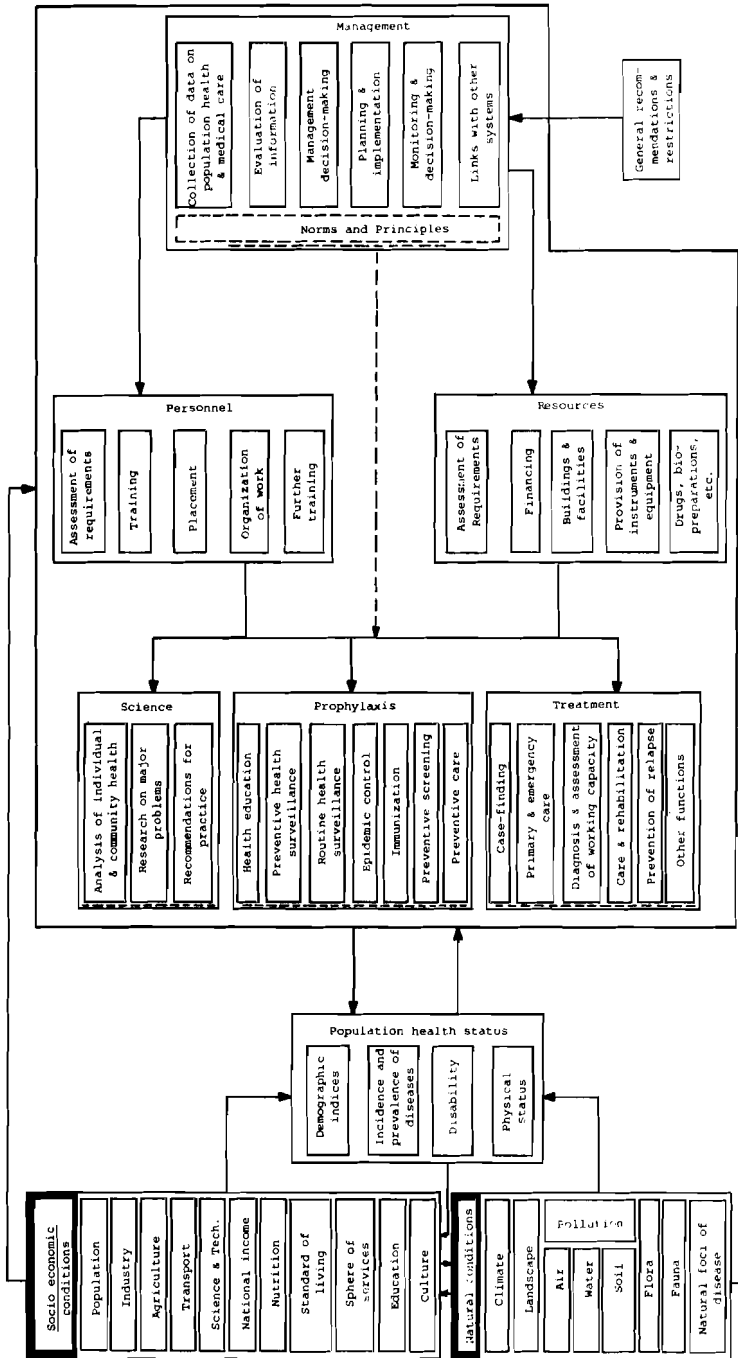 Management
Collection of data on
population health
& medical care
Evaluation of
information
Management
decision-making
Planning &
implementation
Monitoring &
decision-making
Links with other
systems
Norms and Principles
General recom-
mendations &
restrictions
Personnel
Assessment of
requirements
Training
Placement
Organization
of work
Further
training
Resources
Assessment of
Requirements
Financing
Buildings &
facilities
Provision of
instruments &
equipment
Drugs, bio-
preparations,
etc.
Science
Analysis of individual
& community health
Research on major
problems
Recommendations for
practice
Prophylaxis
Health education
Preventive health
surveillance
Routine health
surveillance
Epidemic control
Immunization
Preventive screening
Preventive care
Treatment
Case-finding
Primary & emergency
care
Diagnosis & assessment
of working capacity
Care & rehabilitation
Prevention of relapse
Other functions
Population health status
Demographic
indices
Incidence and
prevalence of
diseases
Disability
Physical
status
Socio economic
conditions
Population
Industry
Agriculture
Transport
Science & Tech.
National income
Nutrition
Standard of
living
Sphere of
services
Education
Culture
Natural conditions
Climate
Landscape
Pollution
Air
Water
Soil
Flora
Fauna
Natural foci of
disease